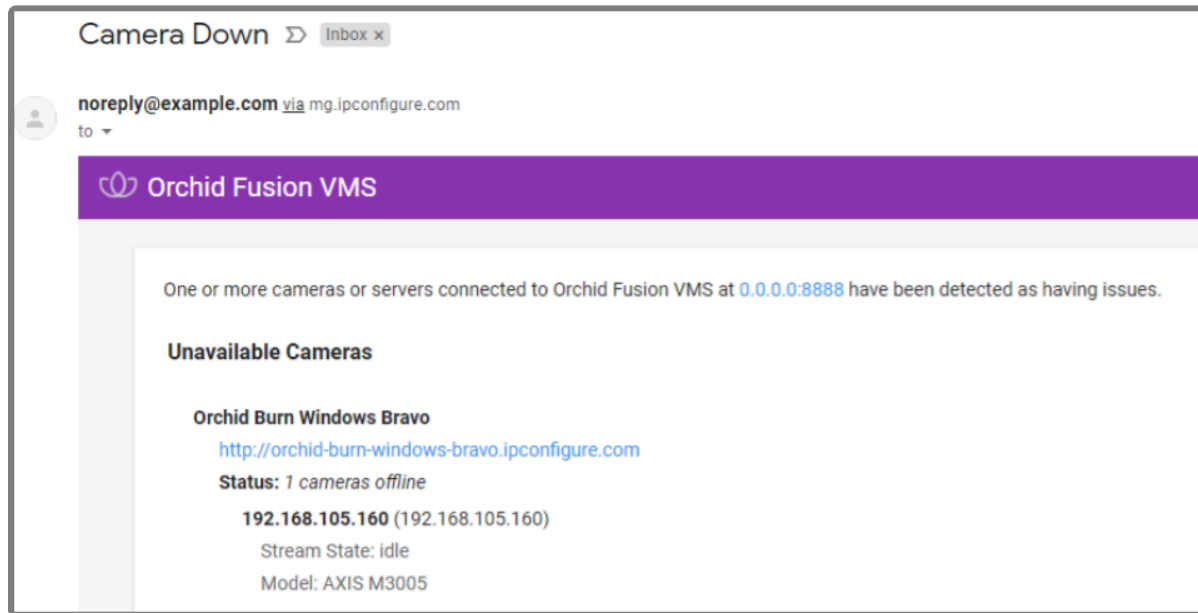 Camera Down Inbox x
noreply@example.com via mg.ipconfigure.com
to
Orchid Fusion VMS
One or more cameras or servers connected to Orchid Fusion VMS at 0.0.0.0:8888 have been detected as having issues.
Unavailable Cameras
Orchid Burn Windows Bravo
http://orchid-burn-windows-bravo.ipconfigure.com
Status: 1 cameras offline
192.168.105.160 (192.168.105.160)
Stream State: idle
Model: AXIS M3005